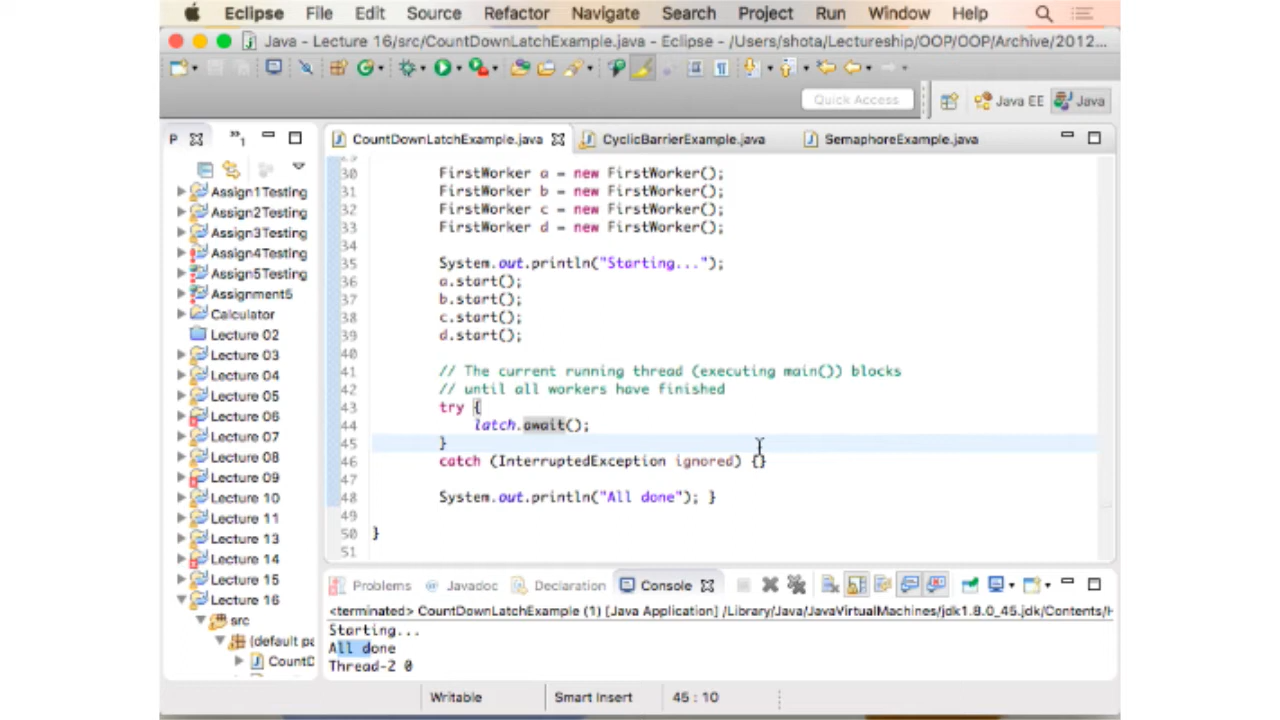 Eclipse File Edit Source Refactor Navigate Search Project Run Window Help
Java - Lecture 16/src/CountDownLatchExample.java - Eclipse - /Users/shota/Lectureship/OOP/OOP/Archive/2012...
Quick Access
Java EE
Java
P
1
CountDownLatchExample.java
CyclicBarrierExample.java
SemaphoreExample.java
Assign1Testing
Assign2Testing
Assign3Testing
Assign4Testing
Assign5Testing
Assignment5
Calculator
Lecture 02
Lecture 03
Lecture 04
Lecture 05
Lecture 06
Lecture 07
Lecture 08
Lecture 09
Lecture 10
Lecture 11
Lecture 13
Lecture 14
Lecture 15
Lecture 16
src
(default pa
CountD
29
30 FirstWorker a = new FirstWorker();
31 FirstWorker b = new FirstWorker();
32 FirstWorker c = new FirstWorker();
33 FirstWorker d = new FirstWorker();
34
35 System.out.println("Starting...");
36 a.start();
37 b.start();
38 c.start();
39 d.start();
40
41 // The current running thread (executing main()) blocks
42 // until all workers have finished
43 try {
44 latch.await();
45 }
46 catch (InterruptedException ignored) {}
47
48 System.out.println("All done"); }
49
50 }
51
Problems
Javadoc
Declaration
Console
<terminated> CountDownLatchExample (1) [Java Application] /Library/Java/JavaVirtualMachines/jdk1.8.0_45.jdk/Contents/H
Starting...
All done
Thread-2 0
Writable
Smart Insert
45 : 10